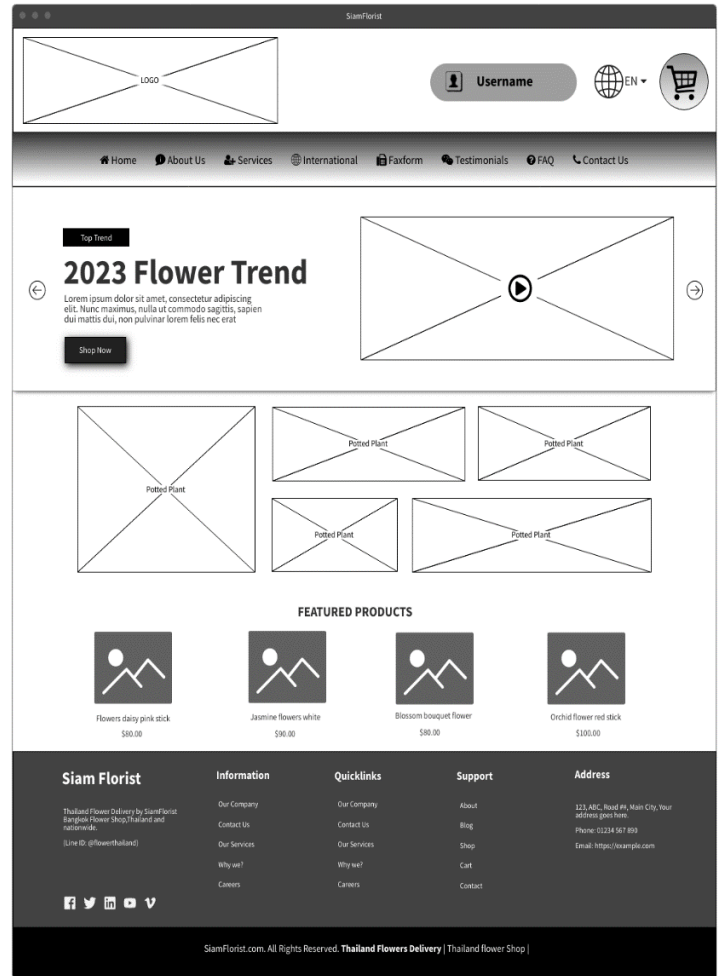 SiamFlorist
LOGO
Username
EN
Home About Us Services International Faxform Testimonials FAQ Contact Us
Top Trend
2023 Flower Trend
Lorem ipsum dolor sit amet, consectetur adipiscing
elit. Nunc maximus, nulla ut commodo sagittis, sapien
dui mattis dui, non pulvinar lorem felis nec erat
Shop Now
Potted Plant
Potted Plant
Potted Plant
Potted Plant
Potted Plant
FEATURED PRODUCTS
Flowers daisy pink stick
$80.00
Jasmine flowers white
$90.00
Blossom bouquet flower
$80.00
Orchid flower red stick
$100.00
Siam Florist
Thailand Flower Delivery by SiamFlorist
Bangkok Flower Shop,Thailand and
nationwide.
(Line ID: @flowerthailand)
Information
Our Company
Contact Us
Our Services
Why we?
Careers
Quicklinks
Our Company
Contact Us
Our Services
Why we?
Careers
Support
About
Blog
Shop
Cart
Contact
Address
123, ABC, Road ##, Main City, Your
address goes here.
Phone: 01234 567 890
Email: https://example.com
SiamFlorist.com. All Rights Reserved. Thailand Flowers Delivery | Thailand flower Shop |